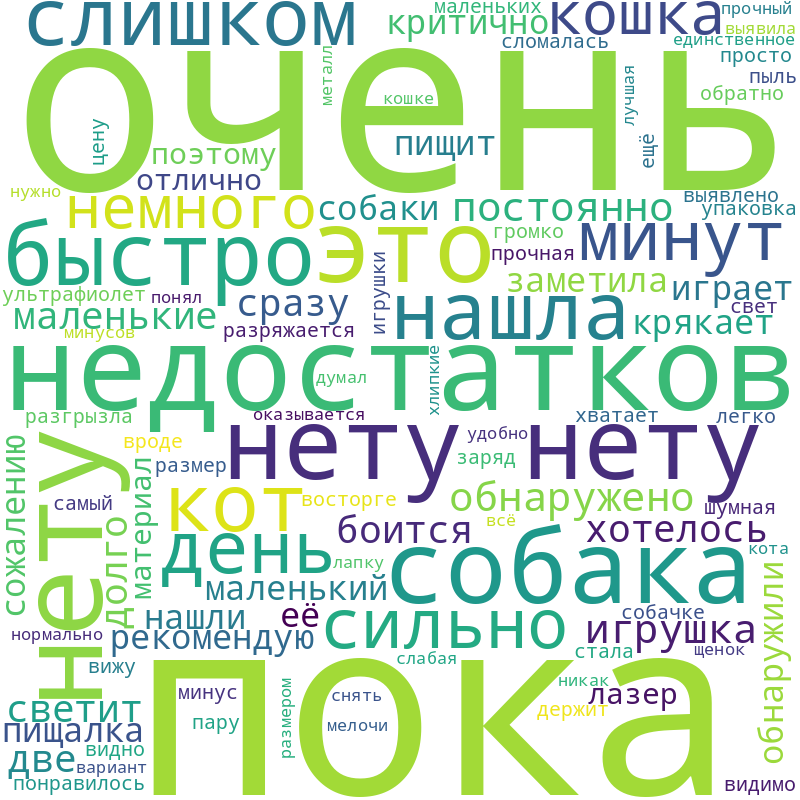 слишком
маленьких
критично
кошка
прочный
выявила
единственное
сломалась
просто
пыль
обратно
очень
металл
кошке
лучшая
ещё
цену
поэтому
пищит
отлично
нужно
немного
собаки
постоянно
выявлено
упаковка
быстро
это
громко
прочная
минут
ультрафиолет
понял
сразу
игрушки
заметила
играет
свет
маленькие
минусов
разряжается
нашла
крякает
недостатков
думал
хлипкие
разгрызла
оказывается
хватает
легко
нету
вроде
нету
нету
удобно
размер
заряд
сожалению
самый
долго
материал
кот
восторге
обнаружено
всё
шумная
день
боится
хотелось
лапку
собака
кота
маленький
нашли
её
сильно
собачке
игрушка
обнаружили
нормально
рекомендую
вижу
слабая
стала
щенок
пока
минус
снять
никак
лазер
светит
пару
размером
мелочи
держит
пищалка
видно
две
вариант
понравилось
видимо